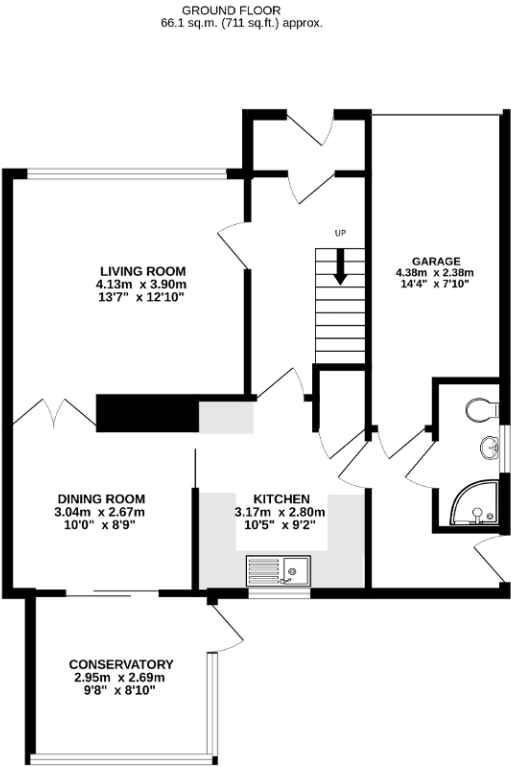 GROUND FLOOR
66.1 sq.m. (711 sq.ft.) approx.
UP
LIVING ROOM
4.13m x 3.90m
13'7" x 12'10"
GARAGE
4.38m x 2.38m
14'4" x 7'10"
DINING ROOM
3.04m x 2.67m
10'0" x 8'9"
KITCHEN
3.17m x 2.80m
10'5" x 9'2"
CONSERVATORY
2.95m x 2.69m
9'8" x 8'10"